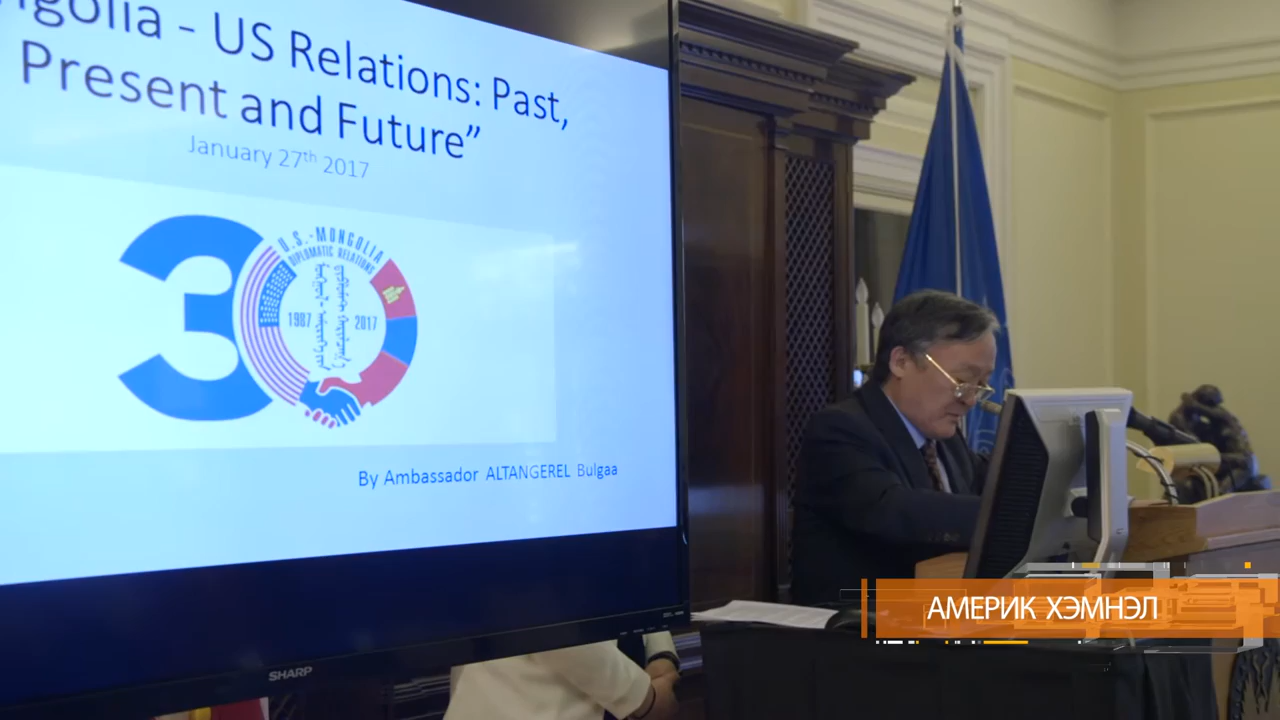 ngolia - US Relations: Past,
Present and Future”
January 27th 2017
30
U.S.-MONGOLIA
DIPLOMATIC RELATIONS
1987
2017
By Ambassador ALTANGEREL Bulgaa
SHARP
АМЕРИК ХЭМНЭЛ